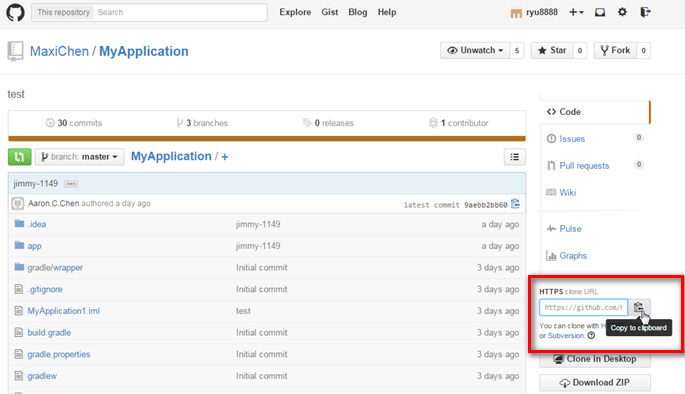 This repository Search Explore Gist Blog Help ryu8888
MaxiChen / MyApplication Unwatch 5 Star 0 Fork 0
test
30 commits 3 branches 0 releases 1 contributor
branch: master MyApplication / +
jimmy-1149
Aaron.C.Chen authored a day ago latest commit 9aebb2bb60
.idea jimmy-1149 a day ago
app jimmy-1149 a day ago
gradle/wrapper Initial commit 3 days ago
.gitignore Initial commit 3 days ago
MyApplication1.iml test 3 days ago
build.gradle Initial commit 3 days ago
gradle.properties Initial commit 3 days ago
gradlew Initial commit 3 days ago
Code
Issues 0
Pull requests 0
Wiki
Pulse
Graphs
HTTPS clone URL
https://github.com/
Copy to clipboard
You can clone with
or Subversion.
Clone in Desktop
Download ZIP